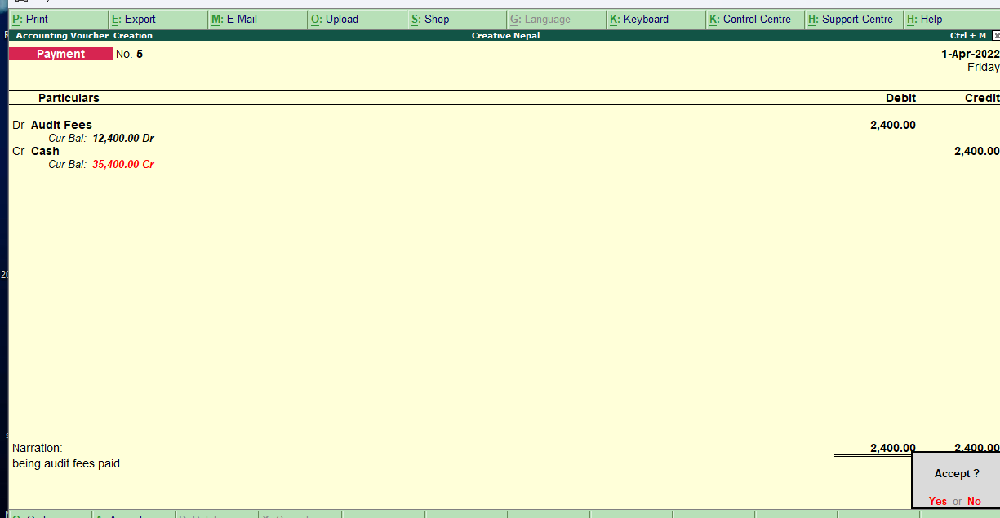 P: Print E: Export M: E-Mail O: Upload S: Shop G: Language K: Keyboard K: Control Centre H: Support Centre H: Help
Accounting Voucher Creation Creative Nepal Ctrl + M
Payment No. 5 1-Apr-2022
Friday
Particulars Debit Credit
Dr Audit Fees 2,400.00
Cur Bal: 12,400.00 Dr
Cr Cash 2,400.00
Cur Bal: 35,400.00 Cr
Narration: 2,400.00 2,400.00
being audit fees paid
Accept ?
Yes or No